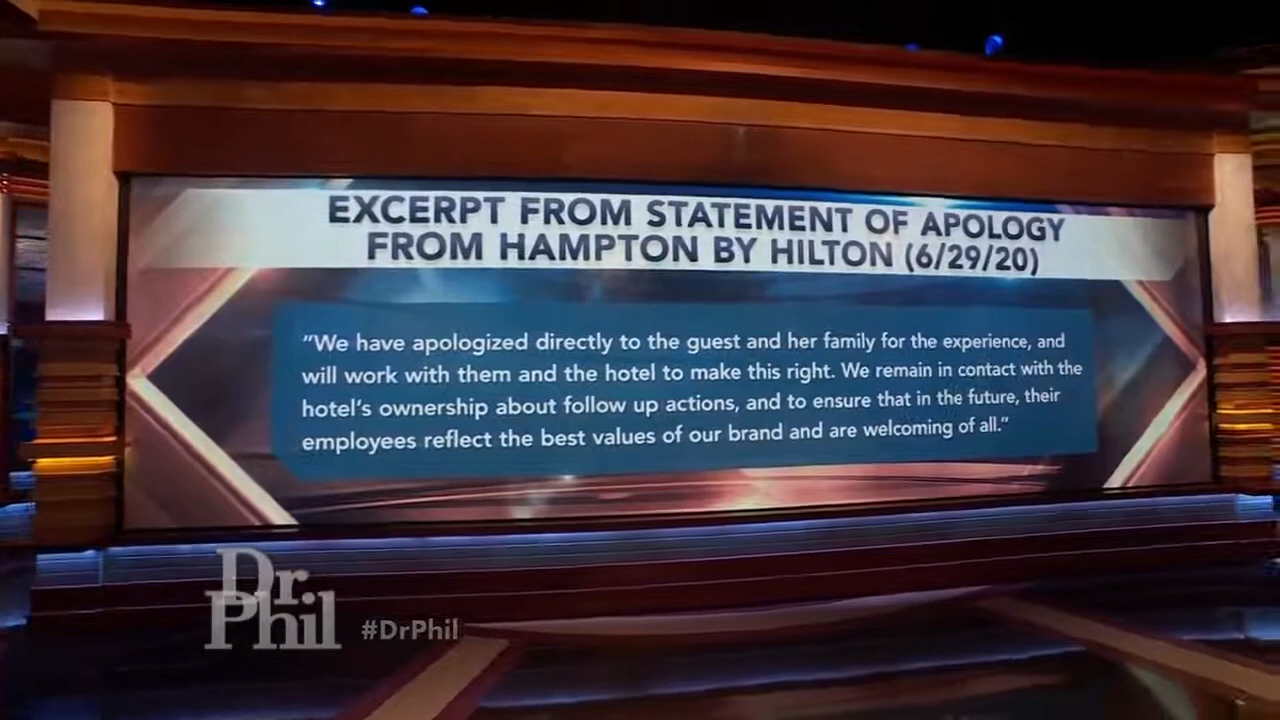 EXCERPT FROM STATEMENT OF APOLOGY
FROM HAMPTON BY HILTON (6/29/20)
"We have apologized directly to the guest and her family for the experience, and
will work with them and the hotel to make this right. We remain in contact with the
hotel's ownership about follow up actions, and to ensure that in the future, their
employees reflect the best values of our brand and are welcoming of all."
Dr.
Phil
#DrPhil